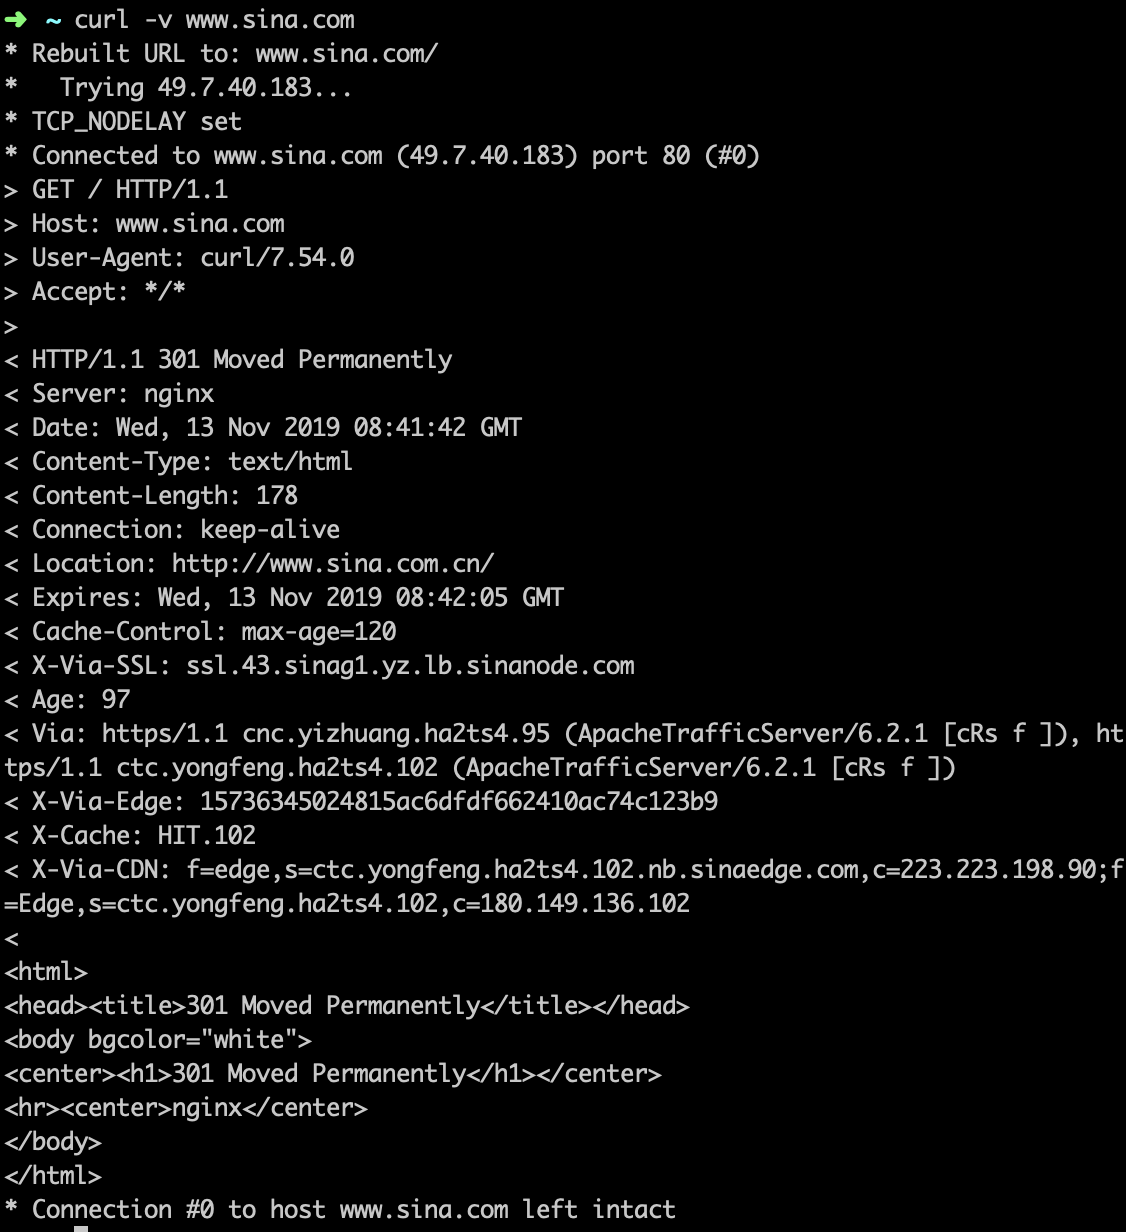 ➜ ~ curl -v www.sina.com
* Rebuilt URL to: www.sina.com/
*   Trying 49.7.40.183...
* TCP_NODELAY set
* Connected to www.sina.com (49.7.40.183) port 80 (#0)
> GET / HTTP/1.1
> Host: www.sina.com
> User-Agent: curl/7.54.0
> Accept: */*
>
< HTTP/1.1 301 Moved Permanently
< Server: nginx
< Date: Wed, 13 Nov 2019 08:41:42 GMT
< Content-Type: text/html
< Content-Length: 178
< Connection: keep-alive
< Location: http://www.sina.com.cn/
< Expires: Wed, 13 Nov 2019 08:42:05 GMT
< Cache-Control: max-age=120
< X-Via-SSL: ssl.43.sinag1.yz.lb.sinanode.com
< Age: 97
< Via: https/1.1 cnc.yizhuang.ha2ts4.95 (ApacheTrafficServer/6.2.1 [cRs f ]), ht
tps/1.1 ctc.yongfeng.ha2ts4.102 (ApacheTrafficServer/6.2.1 [cRs f ])
< X-Via-Edge: 15736345024815ac6dfdf662410ac74c123b9
< X-Cache: HIT.102
< X-Via-CDN: f=edge,s=ctc.yongfeng.ha2ts4.102.nb.sinaedge.com,c=223.223.198.90;f
=Edge,s=ctc.yongfeng.ha2ts4.102,c=180.149.136.102
<
<html>
<head><title>301 Moved Permanently</title></head>
<body bgcolor="white">
<center><h1>301 Moved Permanently</h1></center>
<hr><center>nginx</center>
</body>
</html>
* Connection #0 to host www.sina.com left intact